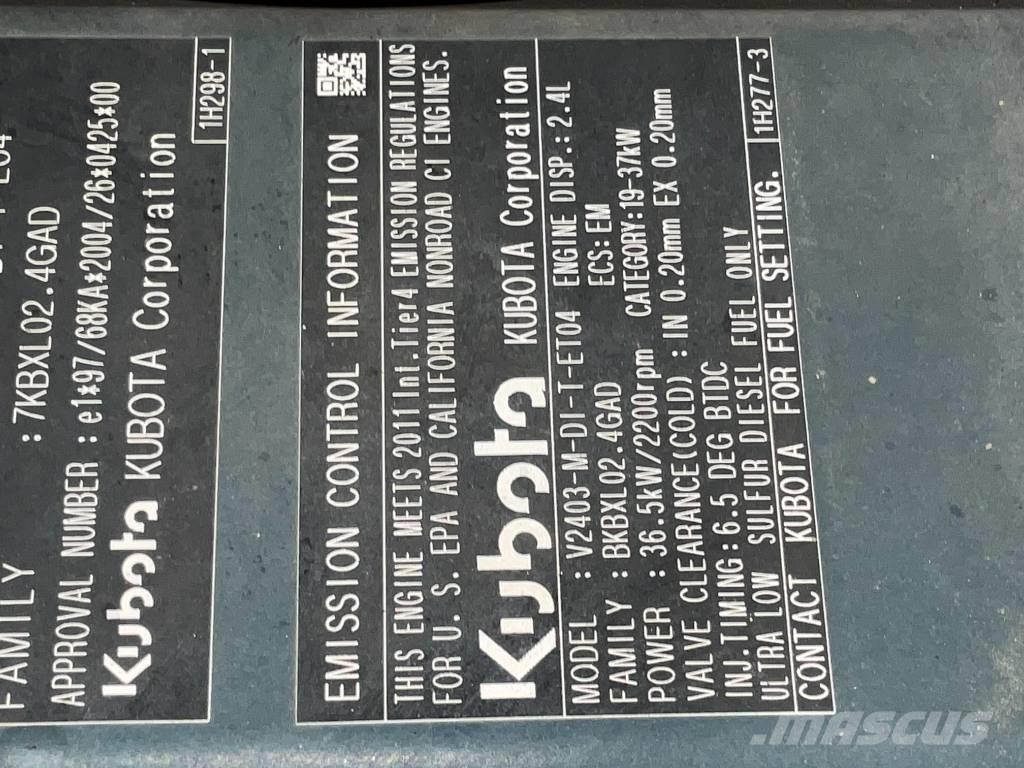 FAMILY :7KBXL02.4GAD
APPROVAL NUMBER :e1*97/68KA*2004/26*0425*00
Kubota KUBOTA Corporation
1H298-1
EMISSION CONTROL INFORMATION
THIS ENGINE MEETS 2011Int.Tier4 EMISSION REGULATIONS
FOR U. S. EPA AND CALIFORNIA NONROAD CI ENGINES.
Kubota KUBOTA Corporation
MODEL :V2403-M-DI-T-ET04 ENGINE DISP.:2.4L
FAMILY :BKBXL02.4GAD ECS:EM
POWER :36.5kW/2200rpm CATEGORY:19-37kW
VALVE CLEARANCE(COLD):IN 0.20mm EX 0.20mm
INJ.TIMING:6.5 DEG BTDC
ULTRA LOW SULFUR DIESEL FUEL ONLY
CONTACT KUBOTA FOR FUEL SETTING. 1H277-3
MASCUS